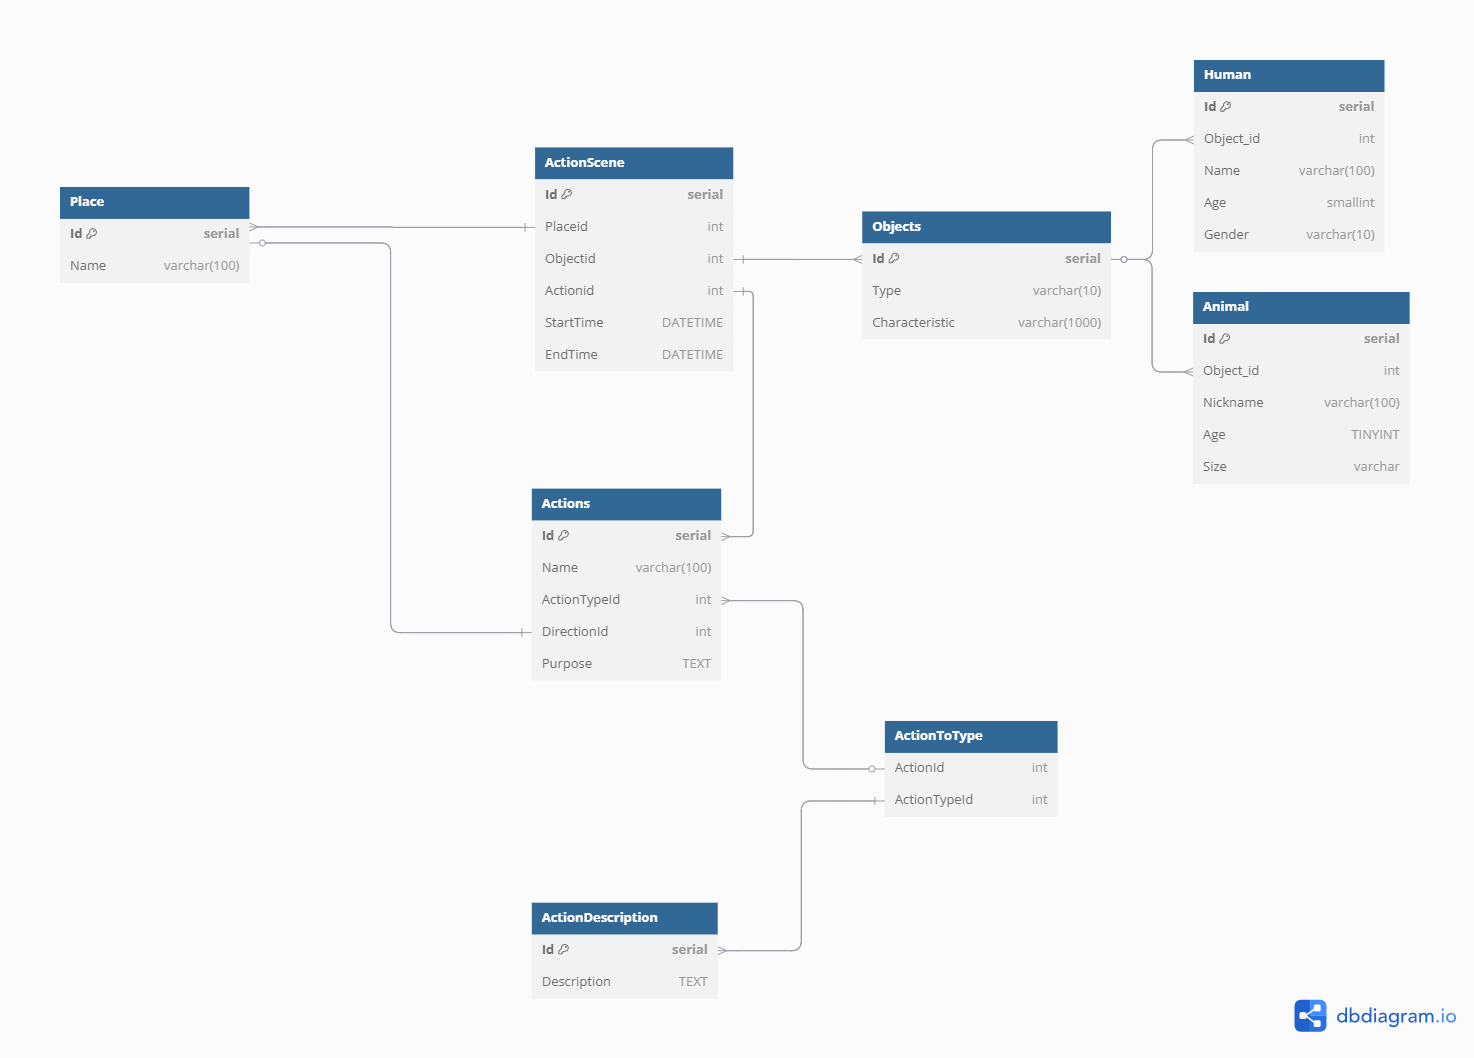 Place
Id serial
Name varchar(100)
ActionScene
Id serial
Placeid int
Objectid int
Actionid int
StartTime DATETIME
EndTime DATETIME
Objects
Id serial
Type varchar(10)
Characteristic varchar(1000)
Human
Id serial
Object_id int
Name varchar(100)
Age smallint
Gender varchar(10)
Animal
Id serial
Object_id int
Nickname varchar(100)
Age TINYINT
Size varchar
Actions
Id serial
Name varchar(100)
ActionTypeId int
DirectionId int
Purpose TEXT
ActionToType
ActionId int
ActionTypeId int
ActionDescription
Id serial
Description TEXT
dbdiagram.io